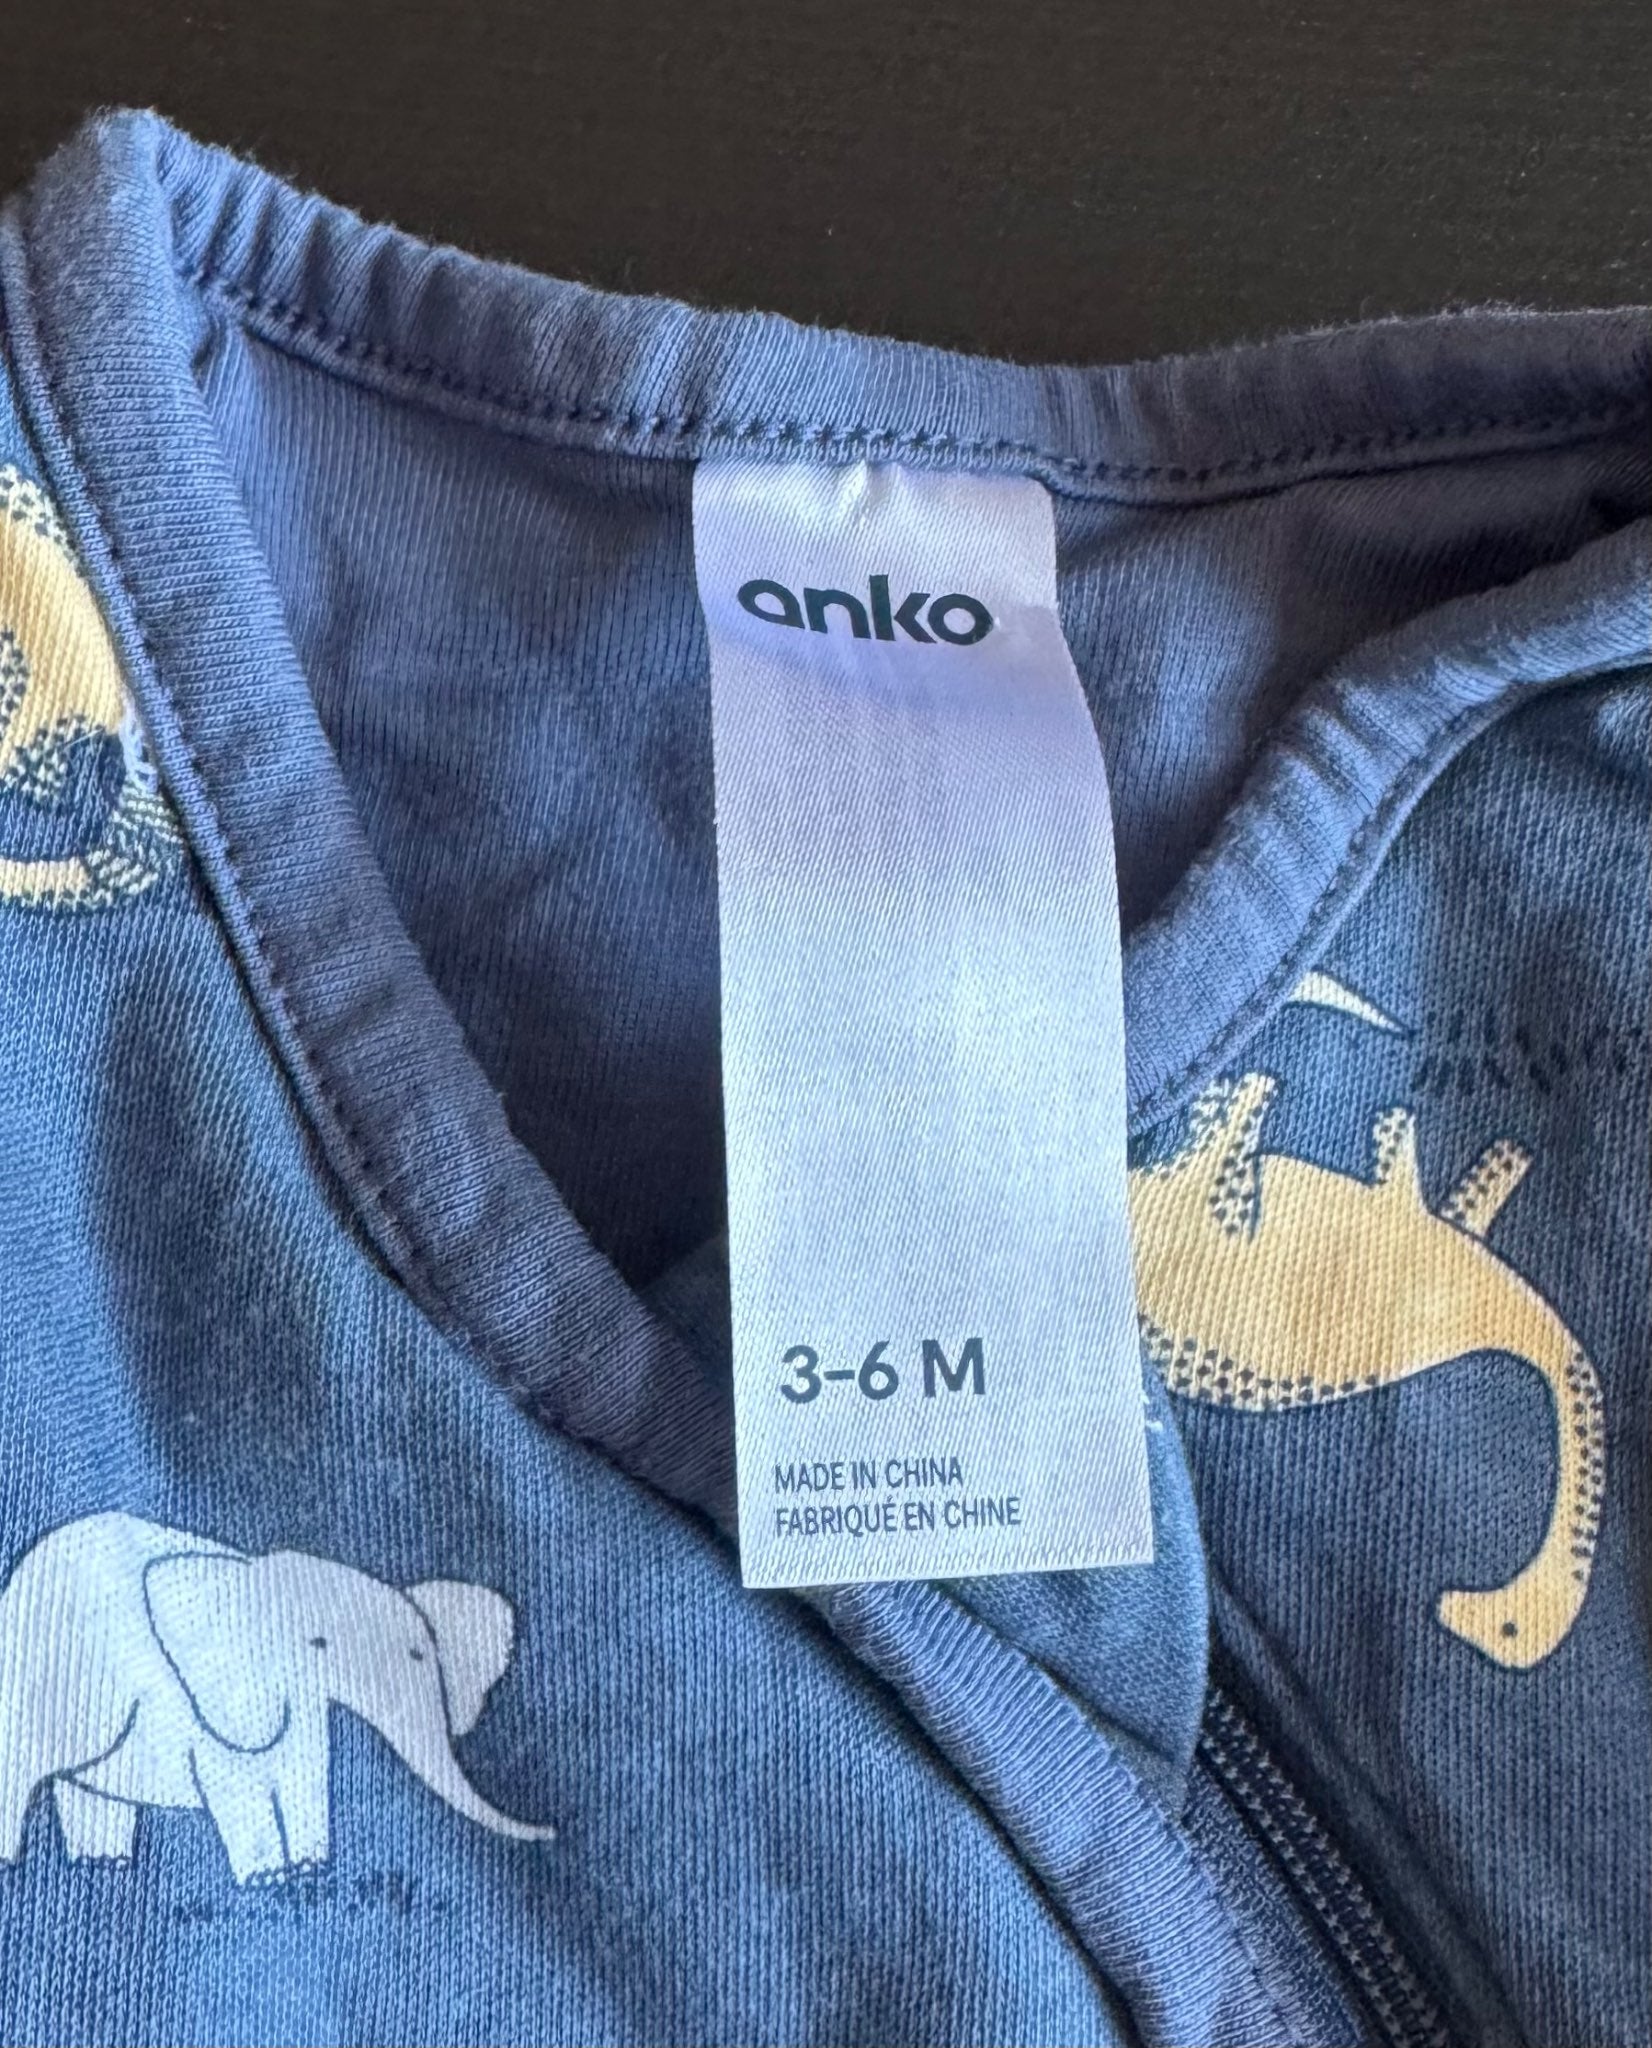 anko
3-6 M
MADE IN CHINA
FABRIQUÉ EN CHINE